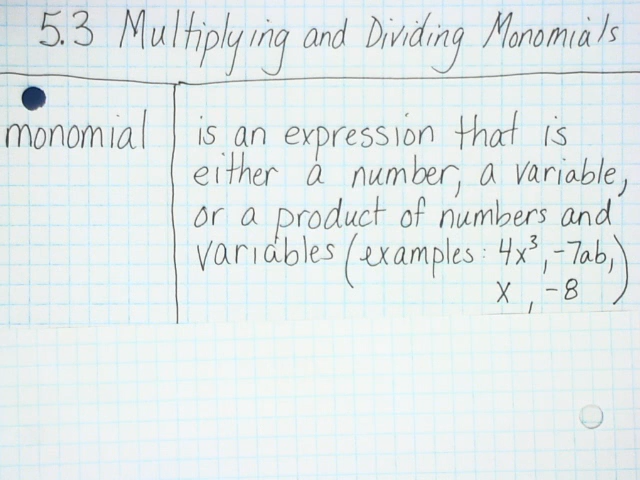 5.3 Multiplying and Dividing Monomials
monomial
is an expression that is
either a number, a variable,
or a product of numbers and
variables (examples: 4x³, -7ab,
x, -8)